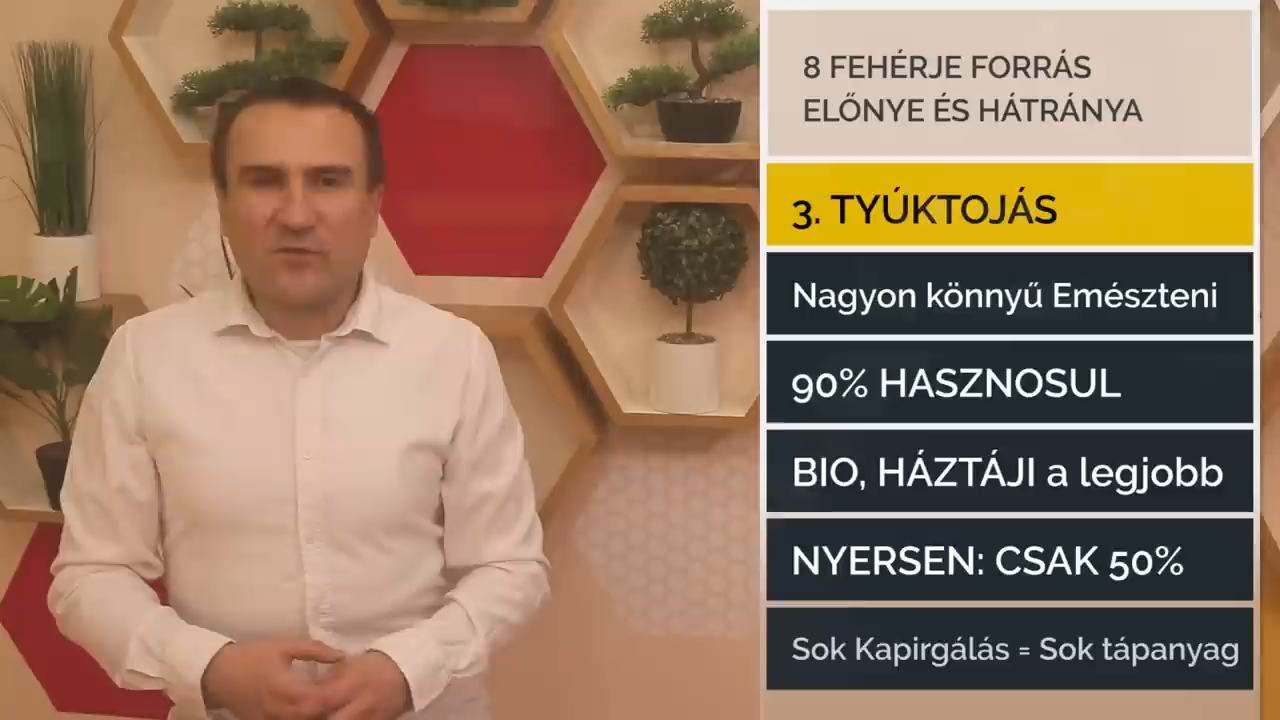 8 FEHÉRJE FORRÁS
ELŐNYE ÉS HÁTRÁNYA
3. TYÚKTOJÁS
Nagyon könnyű Emészteni
90% HASZNOSUL
BIO, HÁZTÁJI a legjobb
NYERSEN: CSAK 50%
Sok Kapirgálás = Sok tápanyag